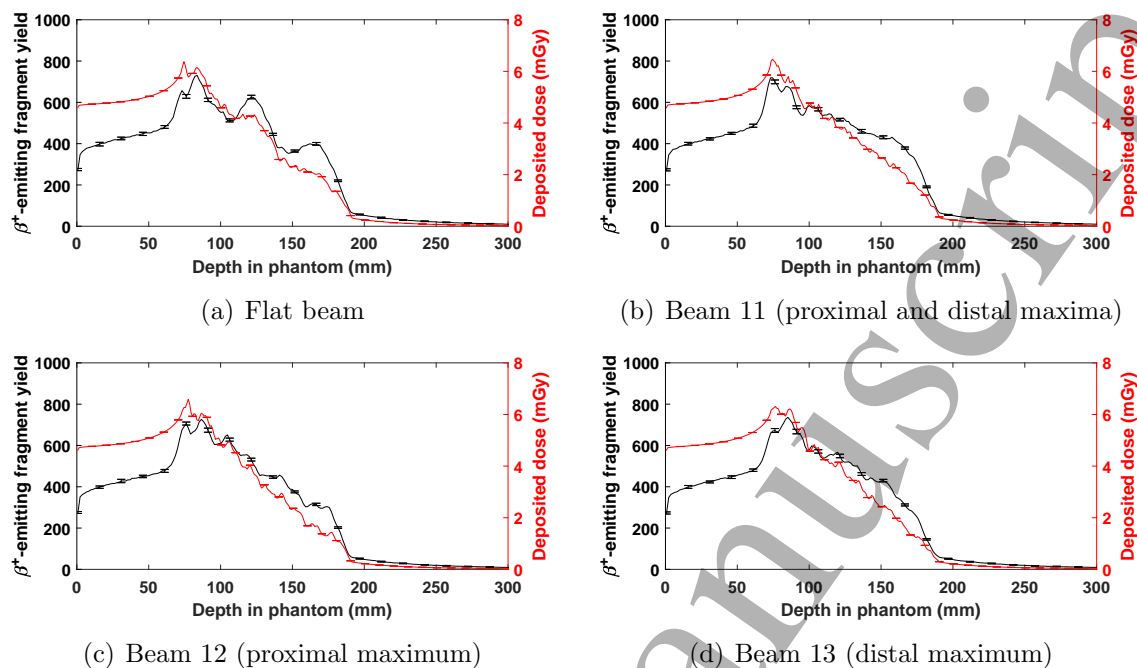 1000
800
600
400
200
0
β⁺-emitting fragment yield
8
6
4
2
0
Deposited dose (mGy)
0 50 100 150 200 250 300
Depth in phantom (mm)
(a) Flat beam
1000
800
600
400
200
0
β⁺-emitting fragment yield
8
6
4
2
0
Deposited dose (mGy)
0 50 100 150 200 250 300
Depth in phantom (mm)
(b) Beam 11 (proximal and distal maxima)
1000
800
600
400
200
0
β⁺-emitting fragment yield
8
6
4
2
0
Deposited dose (mGy)
0 50 100 150 200 250 300
Depth in phantom (mm)
(c) Beam 12 (proximal maximum)
1000
800
600
400
200
0
β⁺-emitting fragment yield
8
6
4
2
0
Deposited dose (mGy)
0 50 100 150 200 250 300
Depth in phantom (mm)
(d) Beam 13 (distal maximum)